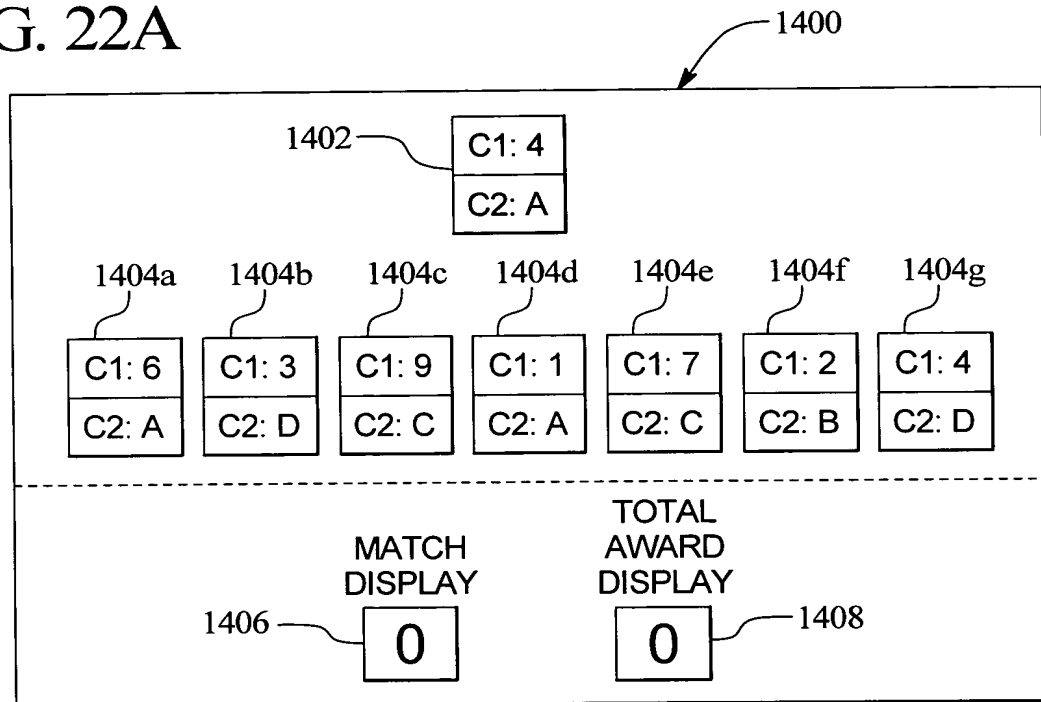 G. 22A
1400
1402
C1: 4
C2: A
1404a 1404b 1404c 1404d 1404e 1404f 1404g
C1: 6 C1: 3 C1: 9 C1: 1 C1: 7 C1: 2 C1: 4
C2: A C2: D C2: C C2: A C2: C C2: B C2: D
MATCH
DISPLAY
TOTAL
AWARD
DISPLAY
1406 0 0 1408